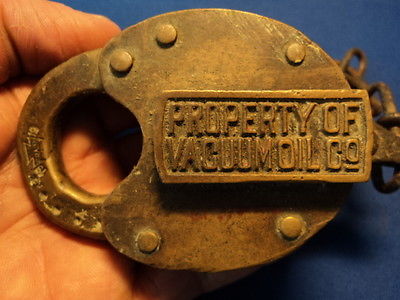 PROPERTY OF
VACUUM OIL CO